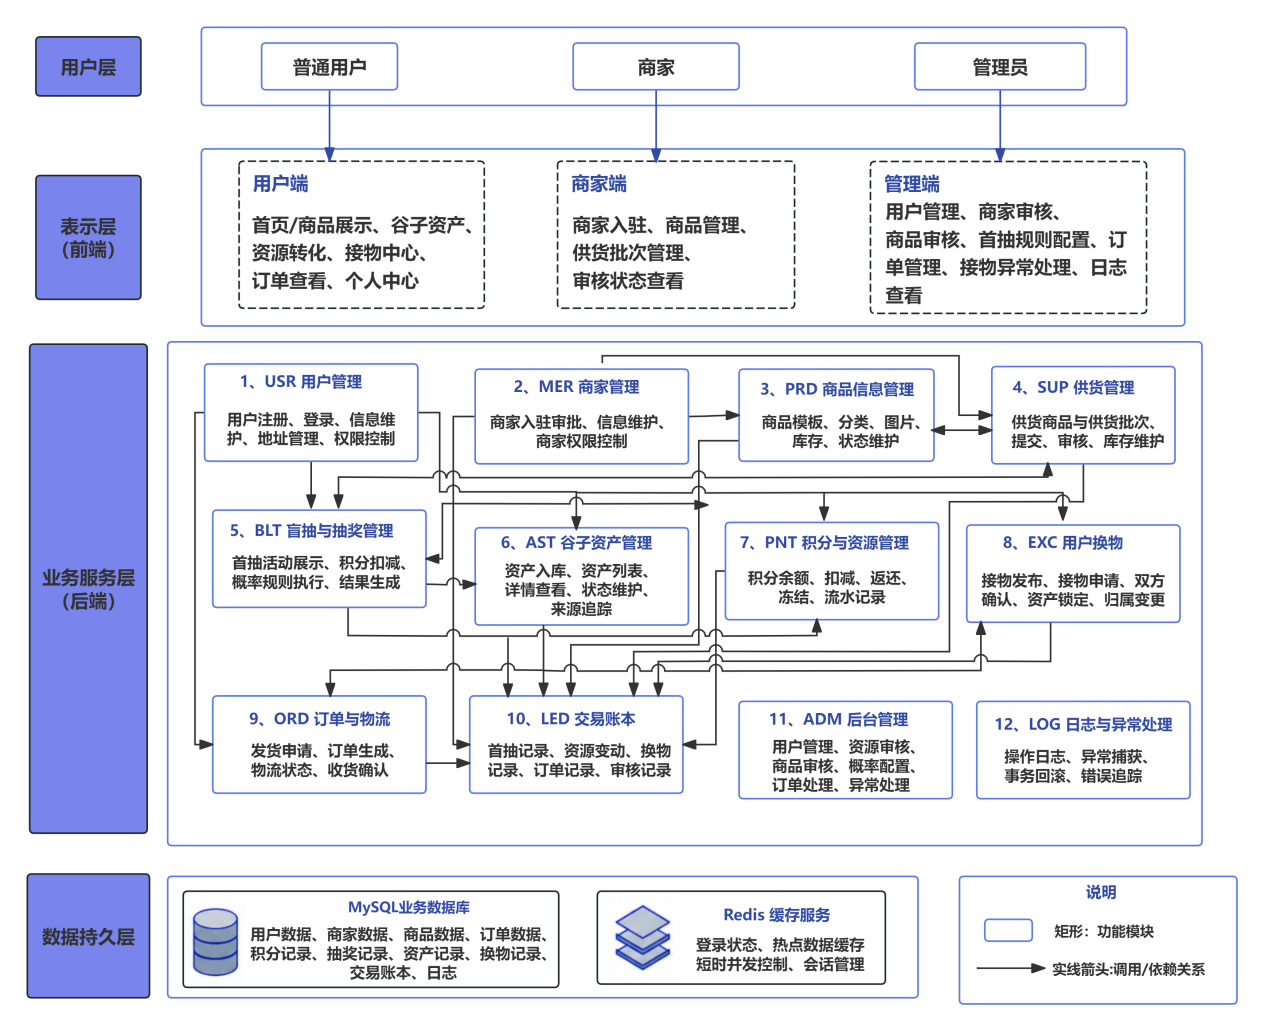 用户层
普通用户
商家
管理员
表示层
（前端）
用户端
首页/商品展示、谷子资产、
资源转化、接物中心、
订单查看、个人中心
商家端
商家入驻、商品管理、
供货批次管理、
审核状态查看
管理端
用户管理、商家审核、
商品审核、首抽规则配置、订
单管理、接物异常处理、日志
查看
业务服务层
（后端）
1、USR 用户管理
用户注册、登录、信息维
护、地址管理、权限控制
2、MER 商家管理
商家入驻审批、信息维护、
商家权限控制
3、PRD 商品信息管理
商品模板、分类、图片、
库存、状态维护
4、SUP 供货管理
供货商品与供货批次、
提交、审核、库存维护
5、BLT 盲抽与抽奖管理
首抽活动展示、积分扣减、
概率规则执行、结果生成
6、AST 谷子资产管理
资产入库、资产列表、
详情查看、状态维护、
来源追踪
7、PNT 积分与资源管理
积分余额、扣减、返还、
冻结、流水记录
8、EXC 用户换物
接物发布、接物申请、双方
确认、资产锁定、归属变更
9、ORD 订单与物流
发货申请、订单生成、
物流状态、收货确认
10、LED 交易账本
首抽记录、资源变动、换物
记录、订单记录、审核记录
11、ADM 后台管理
用户管理、资源审核、
商品审核、概率配置、
订单处理、异常处理
12、LOG 日志与异常处理
操作日志、异常捕获、
事务回滚、错误追踪
数据持久层
MySQL业务数据库
用户数据、商家数据、商品数据、订单数据、
积分记录、抽奖记录、资产记录、换物记录、
交易账本、日志
Redis 缓存服务
登录状态、热点数据缓存
短时并发控制、会话管理
说明
矩形：功能模块
实线箭头:调用/依赖关系